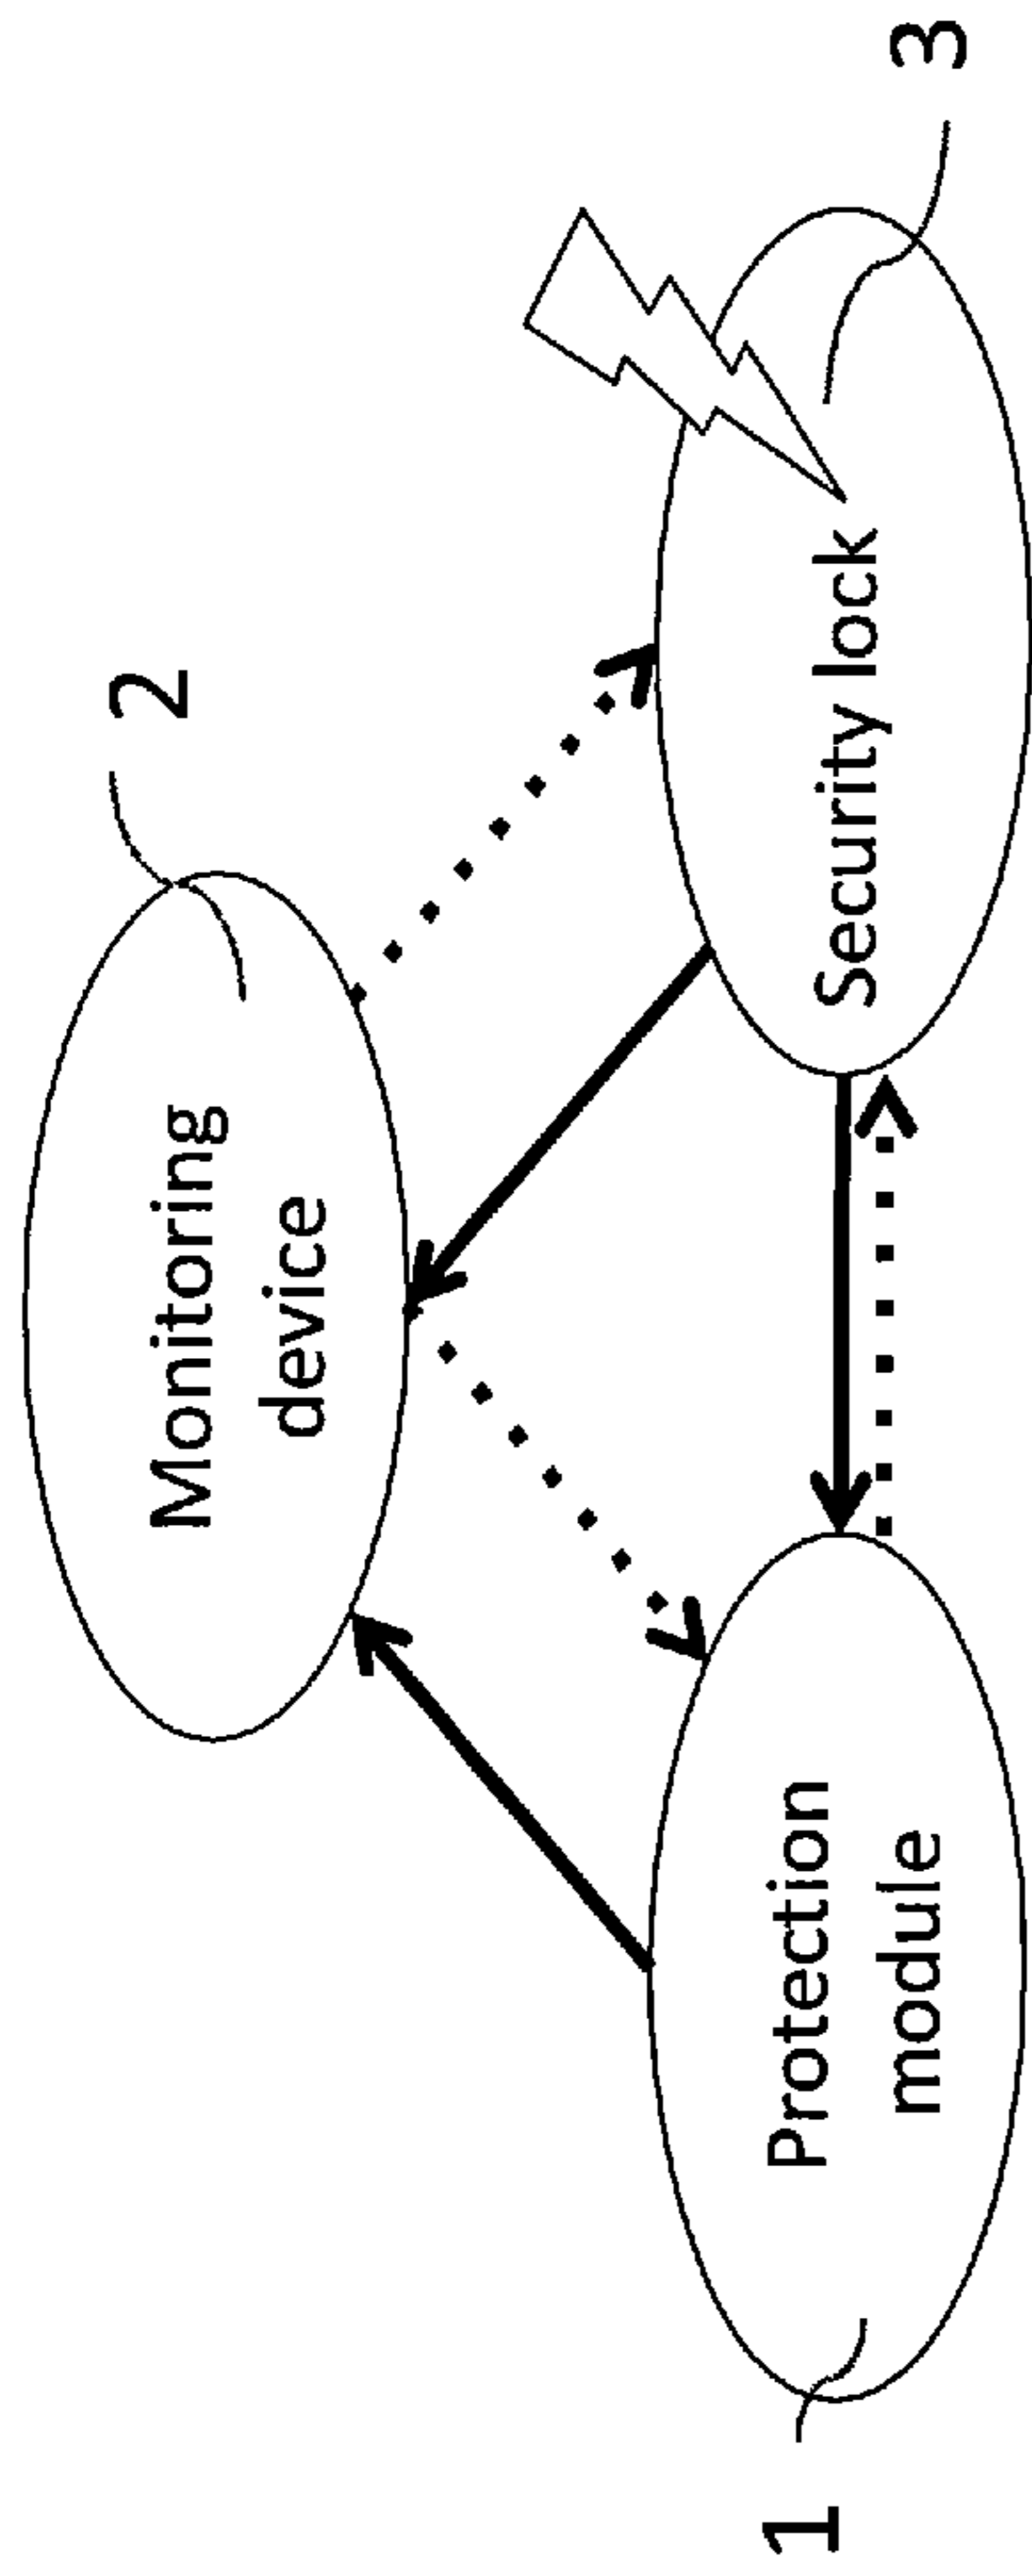 2
Monitoring
device
3
Security lock
Protection
module
1